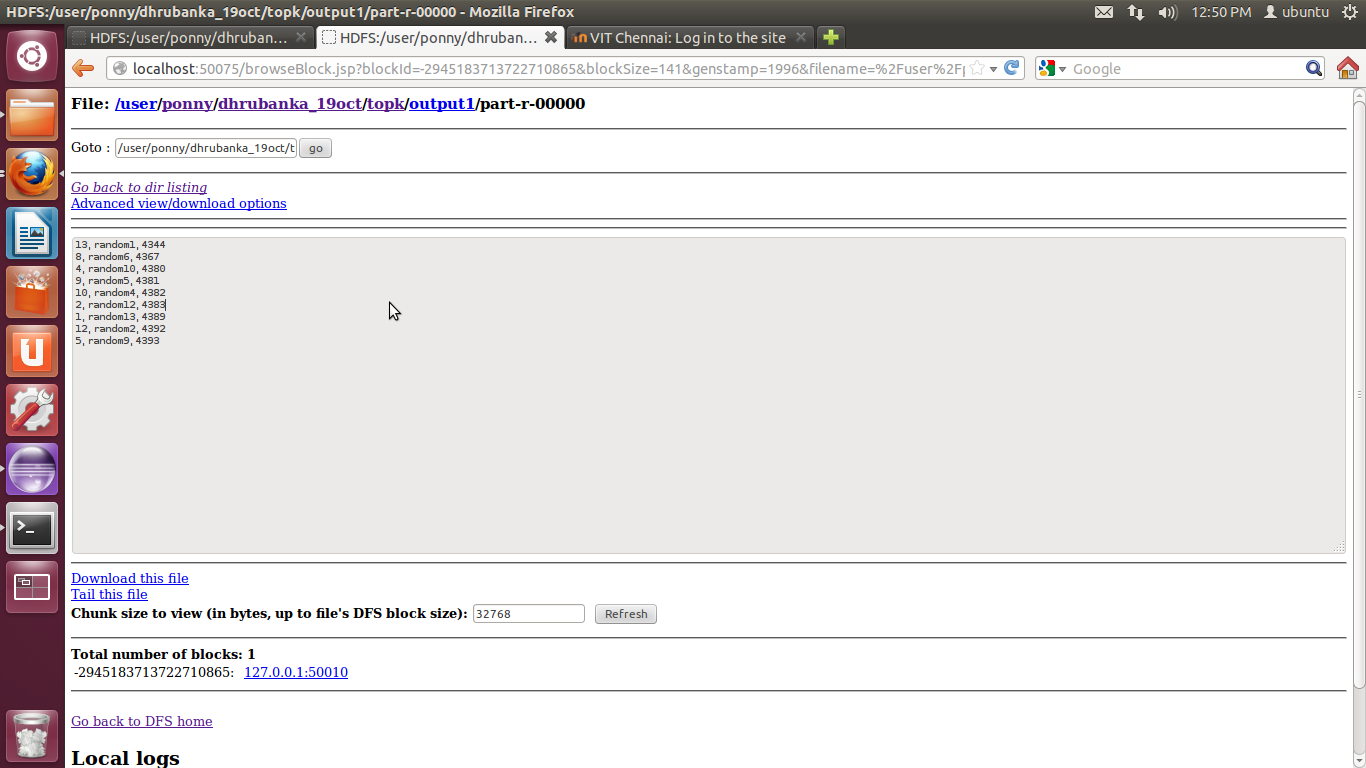 HDFS:/user/ponny/dhrubanka_19oct/topk/output1/part-r-00000 - Mozilla Firefox
12:50 PM ubuntu
HDFS:/user/ponny/dhruban...
HDFS:/user/ponny/dhruban...
VIT Chennai: Log in to the site
localhost:50075/browseBlock.jsp?blockId=-2945183713722710865&blockSize=141&genstamp=1996&filename=%2Fuser%2Fp
Google
File: /user/ponny/dhrubanka_19oct/topk/output1/part-r-00000
Goto : /user/ponny/dhrubanka_19oct/t go
Go back to dir listing
Advanced view/download options
13, random1, 4344
8, random6, 4367
4, random10, 4380
9, random5, 4381
10, random4, 4382
2, random12, 4383
1, random13, 4389
12, random2, 4392
5, random9, 4393
Download this file
Tail this file
Chunk size to view (in bytes, up to file's DFS block size): 32768 Refresh
Total number of blocks: 1
-2945183713722710865: 127.0.0.1:50010
Go back to DFS home
Local logs